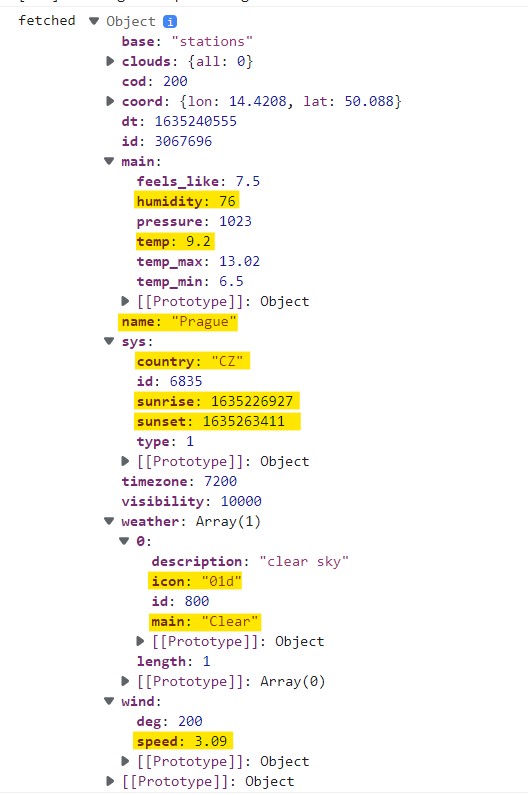 fetched ▼ Object i
base: "stations"
▶ clouds: {all: 0}
cod: 200
▶ coord: {lon: 14.4208, lat: 50.088}
dt: 1635240555
id: 3067696
▼ main:
feels_like: 7.5
humidity: 76
pressure: 1023
temp: 9.2
temp_max: 13.02
temp_min: 6.5
▶ [[Prototype]]: Object
name: "Prague"
▼ sys:
country: "CZ"
id: 6835
sunrise: 1635226927
sunset: 1635263411
type: 1
▶ [[Prototype]]: Object
timezone: 7200
visibility: 10000
▼ weather: Array(1)
▼ 0:
description: "clear sky"
icon: "01d"
id: 800
main: "Clear"
▶ [[Prototype]]: Object
length: 1
▶ [[Prototype]]: Array(0)
▼ wind:
deg: 200
speed: 3.09
▶ [[Prototype]]: Object
▶ [[Prototype]]: Object